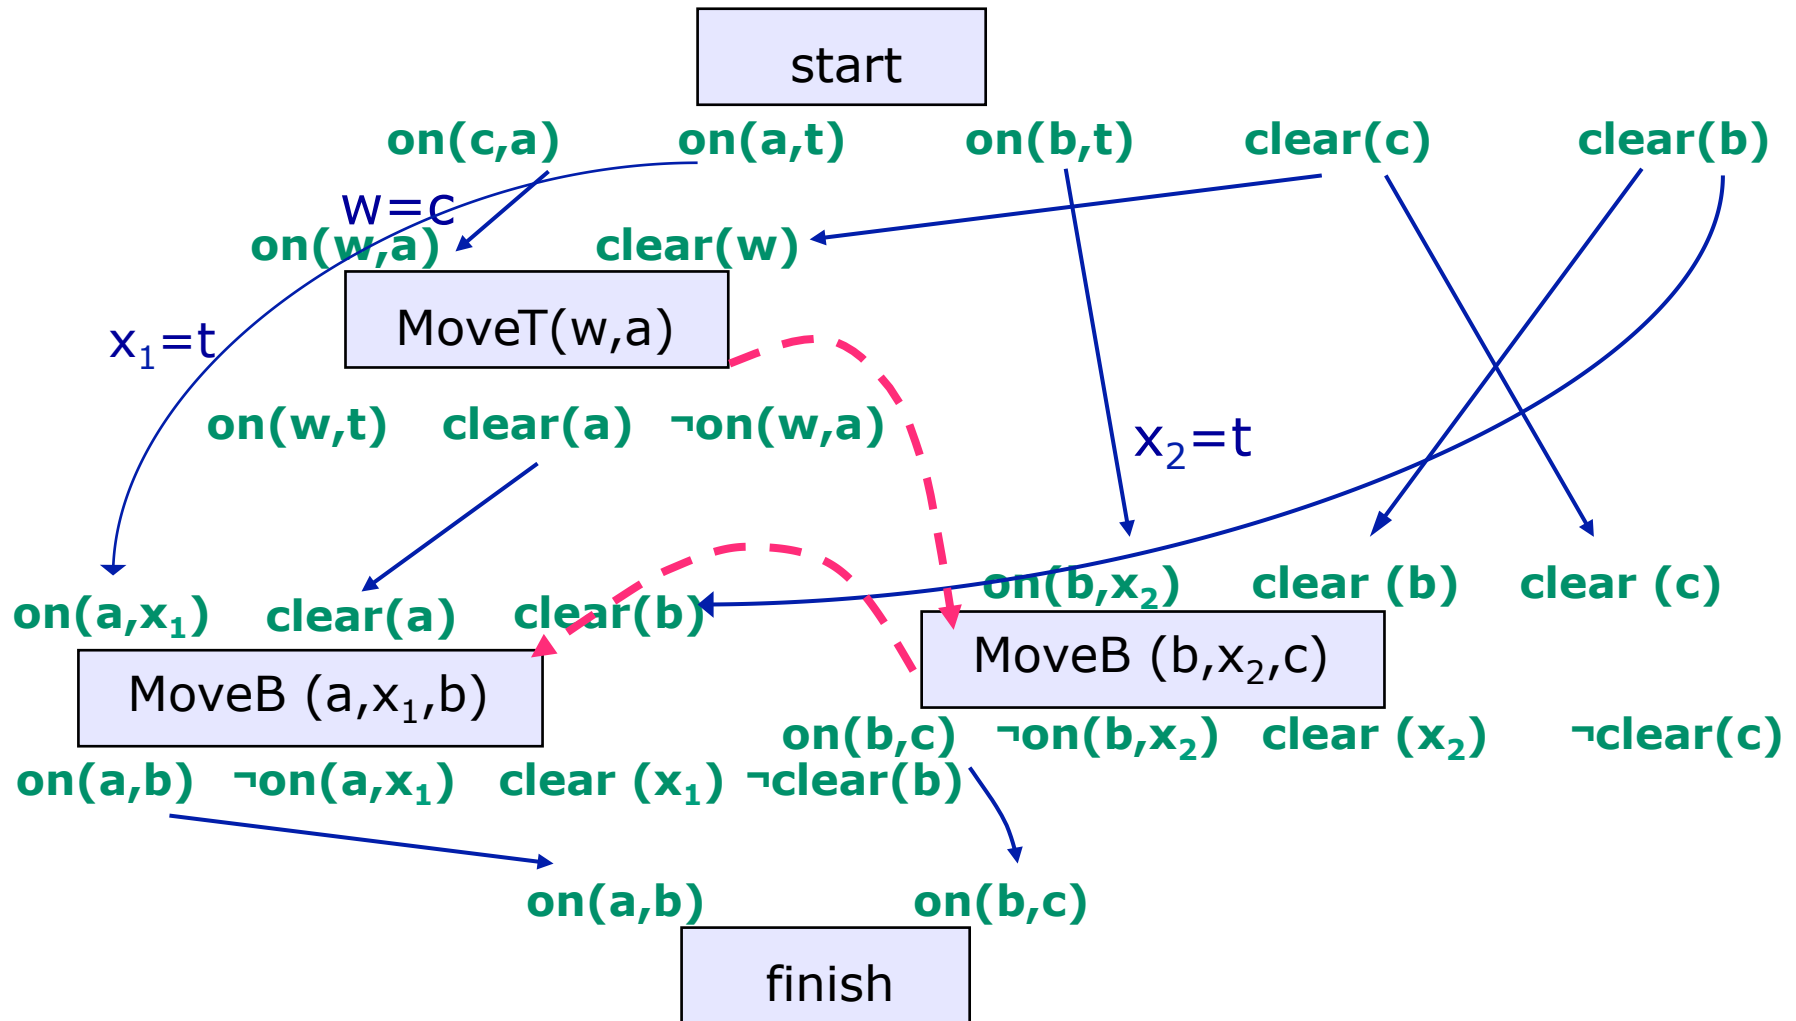 start
on(c,a) on(a,t) on(b,t) clear(c) clear(b)
w=c
on(w,a) clear(w)
MoveT(w,a)
x₁=t
on(w,t) clear(a) ¬on(w,a)
x₂=t
on(b,x₂) clear (b) clear (c)
on(a,x₁) clear(a) clear(b)
MoveB (b,x₂,c)
MoveB (a,x₁,b)
on(b,c) ¬on(b,x₂) clear (x₂) ¬clear(c)
on(a,b) ¬on(a,x₁) clear (x₁) ¬clear(b)
on(a,b) on(b,c)
finish